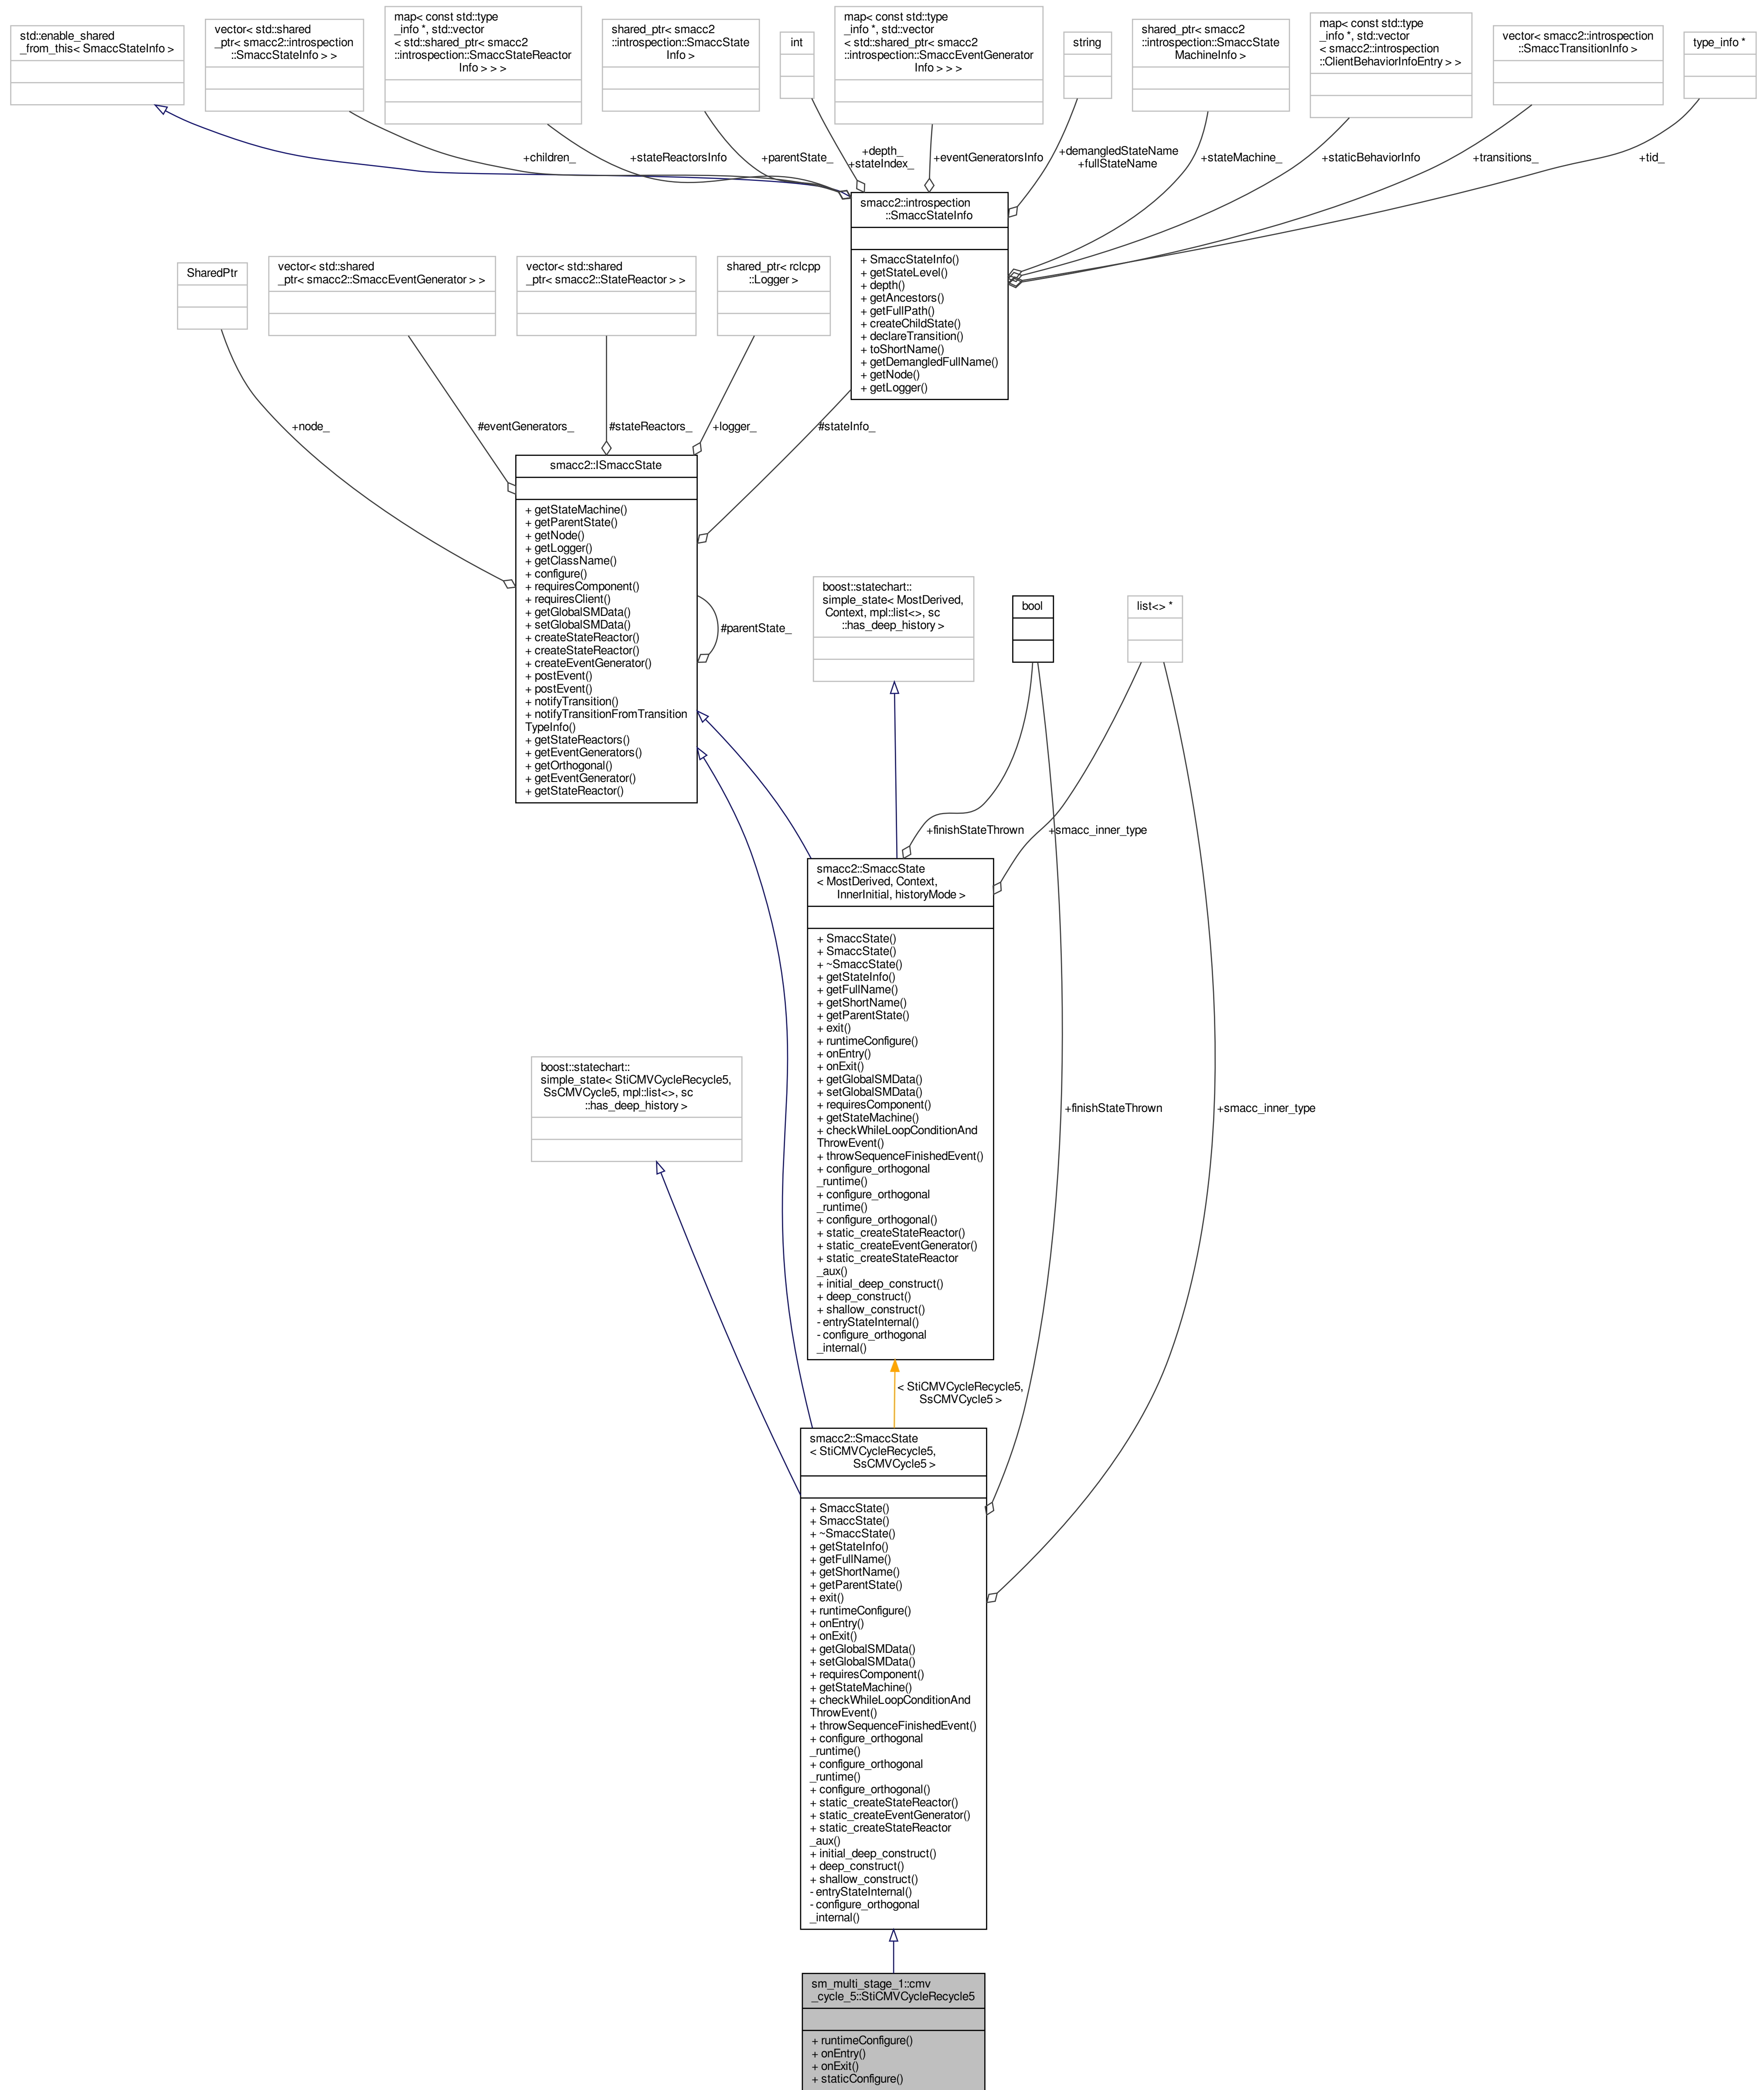 std::enable_shared
_from_this< SmaccStateInfo >
vector< std::shared
_ptr< smacc2::introspection
::SmaccStateInfo > >
map< const std::type
_info *, std::vector
< std::shared_ptr< smacc2
::introspection::SmaccStateReactor
Info > > >
shared_ptr< smacc2
::introspection::SmaccState
Info >
int
map< const std::type
_info *, std::vector
< std::shared_ptr< smacc2
::introspection::SmaccEventGenerator
Info > > >
string
shared_ptr< smacc2
::introspection::SmaccState
MachineInfo >
map< const std::type
_info *, std::vector
< smacc2::introspection
::ClientBehaviorInfoEntry > >
vector< smacc2::introspection
::SmaccTransitionInfo >
type_info *
+children_
+stateReactorsInfo
+parentState_
+depth_
+stateIndex_
+eventGeneratorsInfo
+demangledStateName
+fullStateName
+stateMachine_
+staticBehaviorInfo
+transitions_
+tid_
smacc2::introspection
::SmaccStateInfo
+ SmaccStateInfo()
+ getStateLevel()
+ depth()
+ getAncestors()
+ getFullPath()
+ createChildState()
+ declareTransition()
+ toShortName()
+ getDemangledFullName()
+ getNode()
+ getLogger()
SharedPtr
vector< std::shared
_ptr< smacc2::SmaccEventGenerator > >
vector< std::shared
_ptr< smacc2::StateReactor > >
shared_ptr< rclcpp
::Logger >
+node_
#eventGenerators_
#stateReactors_
+logger_
#stateInfo_
smacc2::ISmaccState
+ getStateMachine()
+ getParentState()
+ getNode()
+ getLogger()
+ getClassName()
+ configure()
+ requiresComponent()
+ requiresClient()
+ getGlobalSMData()
+ setGlobalSMData()
+ createStateReactor()
+ createStateReactor()
+ createEventGenerator()
+ postEvent()
+ postEvent()
+ notifyTransition()
+ notifyTransitionFromTransition
TypeInfo()
+ getStateReactors()
+ getEventGenerators()
+ getOrthogonal()
+ getEventGenerator()
+ getStateReactor()
#parentState_
boost::statechart::
simple_state< MostDerived,
Context, mpl::list<>, sc
::has_deep_history >
bool
list<> *
+finishStateThrown
+smacc_inner_type
smacc2::SmaccState
< MostDerived, Context,
InnerInitial, historyMode >
+ SmaccState()
+ SmaccState()
+ ~SmaccState()
+ getStateInfo()
+ getFullName()
+ getShortName()
+ getParentState()
+ exit()
+ runtimeConfigure()
+ onEntry()
+ onExit()
+ getGlobalSMData()
+ setGlobalSMData()
+ requiresComponent()
+ getStateMachine()
+ checkWhileLoopConditionAnd
ThrowEvent()
+ throwSequenceFinishedEvent()
+ configure_orthogonal
_runtime()
+ configure_orthogonal
_runtime()
+ configure_orthogonal()
+ static_createStateReactor()
+ static_createEventGenerator()
+ static_createStateReactor
_aux()
+ initial_deep_construct()
+ deep_construct()
+ shallow_construct()
- entryStateInternal()
- configure_orthogonal
_internal()
boost::statechart::
simple_state< StiCMVCycleRecycle5,
SsCMVCycle5, mpl::list<>, sc
::has_deep_history >
+finishStateThrown
+smacc_inner_type
< StiCMVCycleRecycle5,
SsCMVCycle5 >
smacc2::SmaccState
< StiCMVCycleRecycle5,
SsCMVCycle5 >
+ SmaccState()
+ SmaccState()
+ ~SmaccState()
+ getStateInfo()
+ getFullName()
+ getShortName()
+ getParentState()
+ exit()
+ runtimeConfigure()
+ onEntry()
+ onExit()
+ getGlobalSMData()
+ setGlobalSMData()
+ requiresComponent()
+ getStateMachine()
+ checkWhileLoopConditionAnd
ThrowEvent()
+ throwSequenceFinishedEvent()
+ configure_orthogonal
_runtime()
+ configure_orthogonal
_runtime()
+ configure_orthogonal()
+ static_createStateReactor()
+ static_createEventGenerator()
+ static_createStateReactor
_aux()
+ initial_deep_construct()
+ deep_construct()
+ shallow_construct()
- entryStateInternal()
- configure_orthogonal
_internal()
sm_multi_stage_1::cmv
_cycle_5::StiCMVCycleRecycle5
+ runtimeConfigure()
+ onEntry()
+ onExit()
+ staticConfigure()